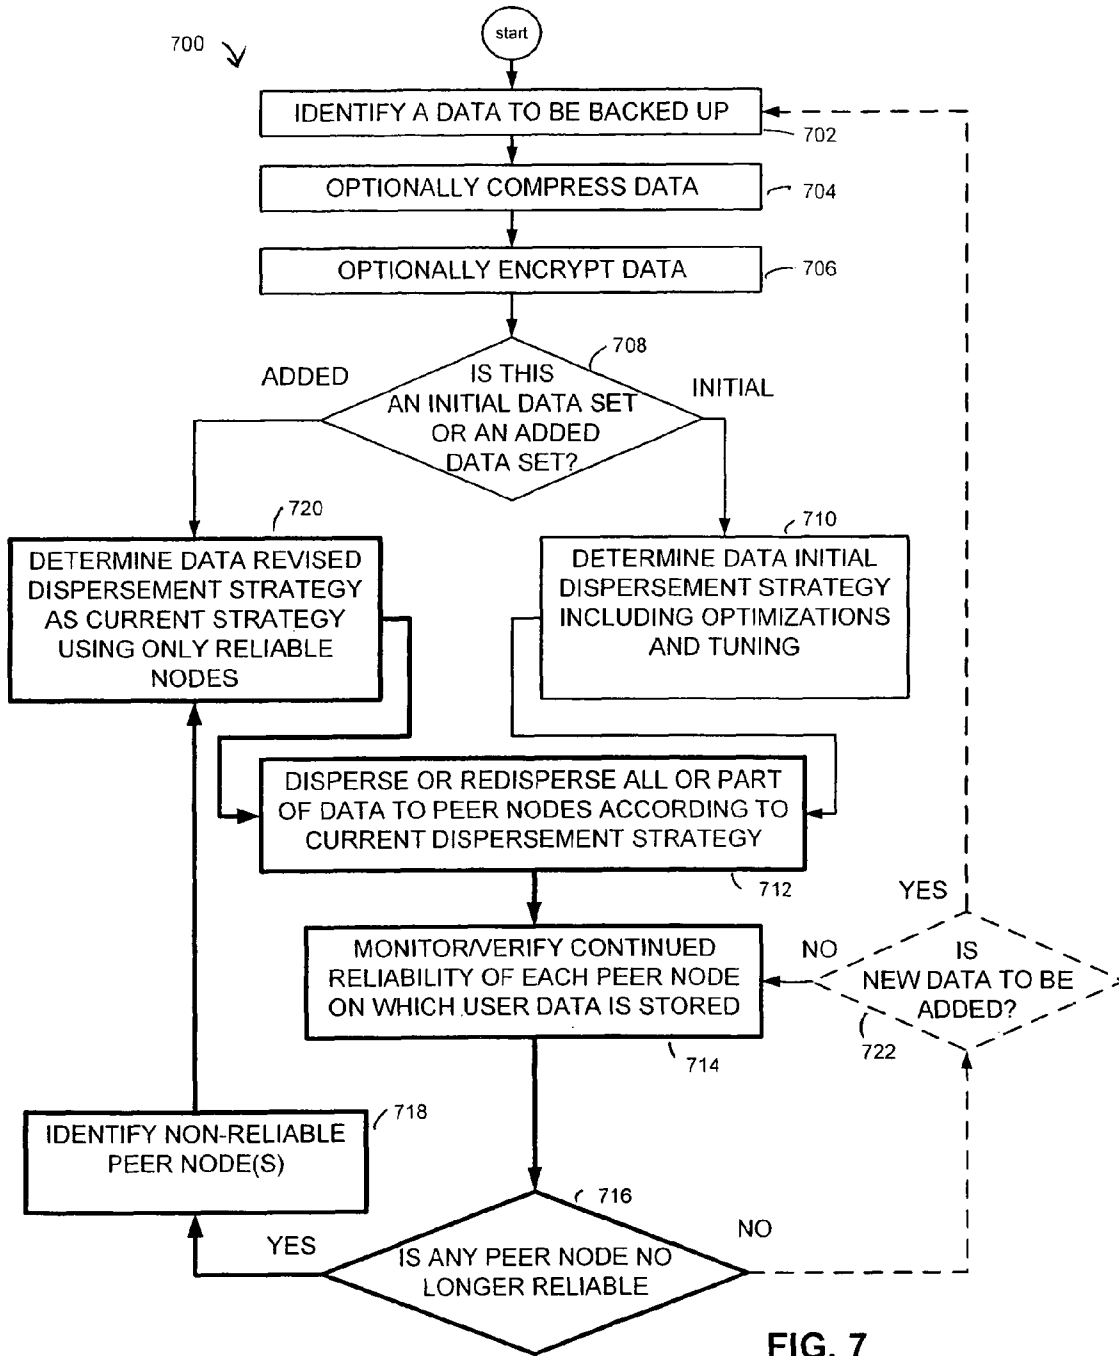 start
700
IDENTIFY A DATA TO BE BACKED UP
702
OPTIONALLY COMPRESS DATA
704
OPTIONALLY ENCRYPT DATA
706
708
ADDED
IS THIS
AN INITIAL DATA SET
OR AN ADDED
DATA SET?
INITIAL
720
DETERMINE DATA REVISED
DISPERSEMENT STRATEGY
AS CURRENT STRATEGY
USING ONLY RELIABLE
NODES
710
DETERMINE DATA INITIAL
DISPERSEMENT STRATEGY
INCLUDING OPTIMIZATIONS
AND TUNING
DISPERSE OR REDISPERSE ALL OR PART
OF DATA TO PEER NODES ACCORDING TO
CURRENT DISPERSEMENT STRATEGY
712
MONITOR/VERIFY CONTINUED
RELIABILITY OF EACH PEER NODE
ON WHICH USER DATA IS STORED
714
YES
NO
IS
NEW DATA TO BE
ADDED?
722
718
IDENTIFY NON-RELIABLE
PEER NODE(S)
716
YES
IS ANY PEER NODE NO
LONGER RELIABLE
NO
FIG. 7